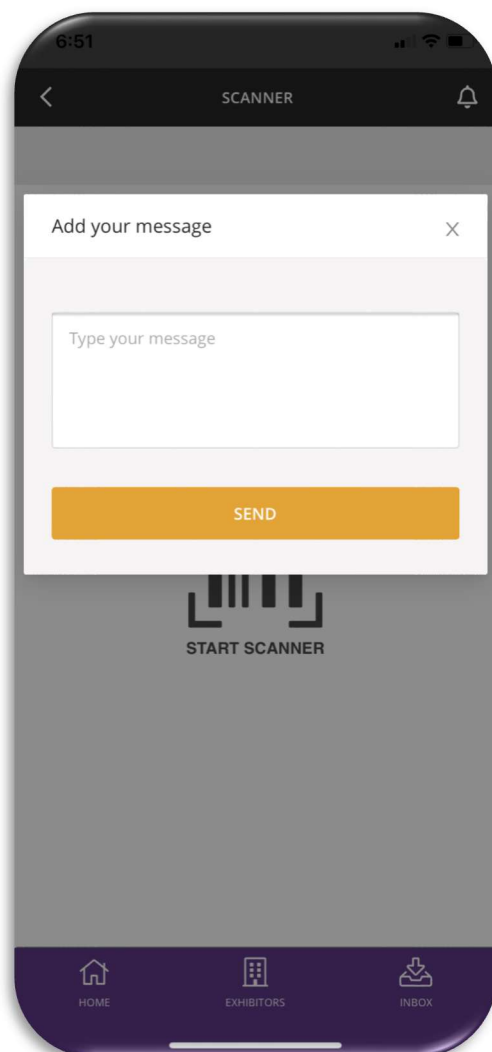 6:51
SCANNER
Add your message
X
Type your message
SEND
START SCANNER
HOME
EXHIBITORS
INBOX